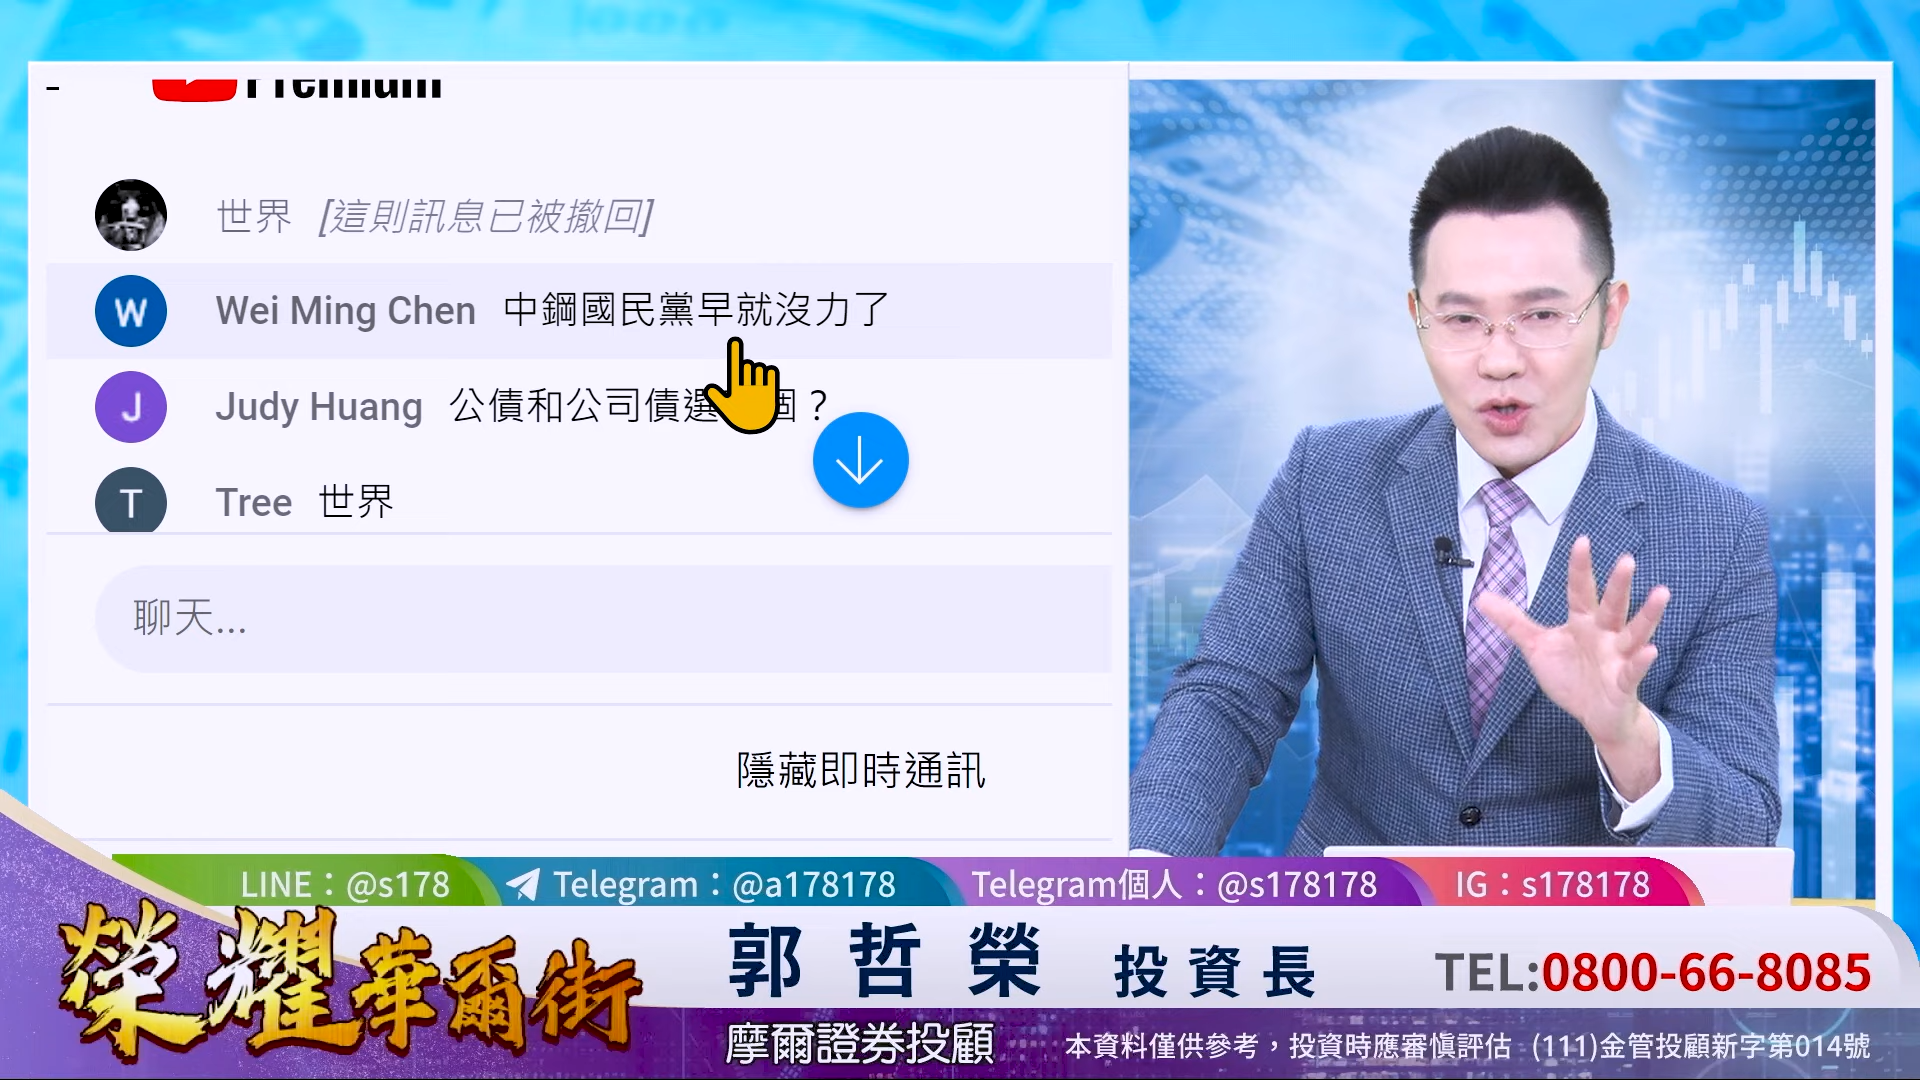 Premium
世界 [這則訊息已被撤回]
W Wei Ming Chen 中鋼國民黨早就沒力了
J Judy Huang 公債和公司債選 個？
T Tree 世界
聊天...
隱藏即時通訊
LINE：@s178 Telegram：@a178178 Telegram個人：@s178178 IG：s178178
榮耀華爾街
郭哲榮 投資長 TEL:0800-66-8085
摩爾證券投顧 本資料僅供參考，投資時應審慎評估 (111)金管投顧新字第014號